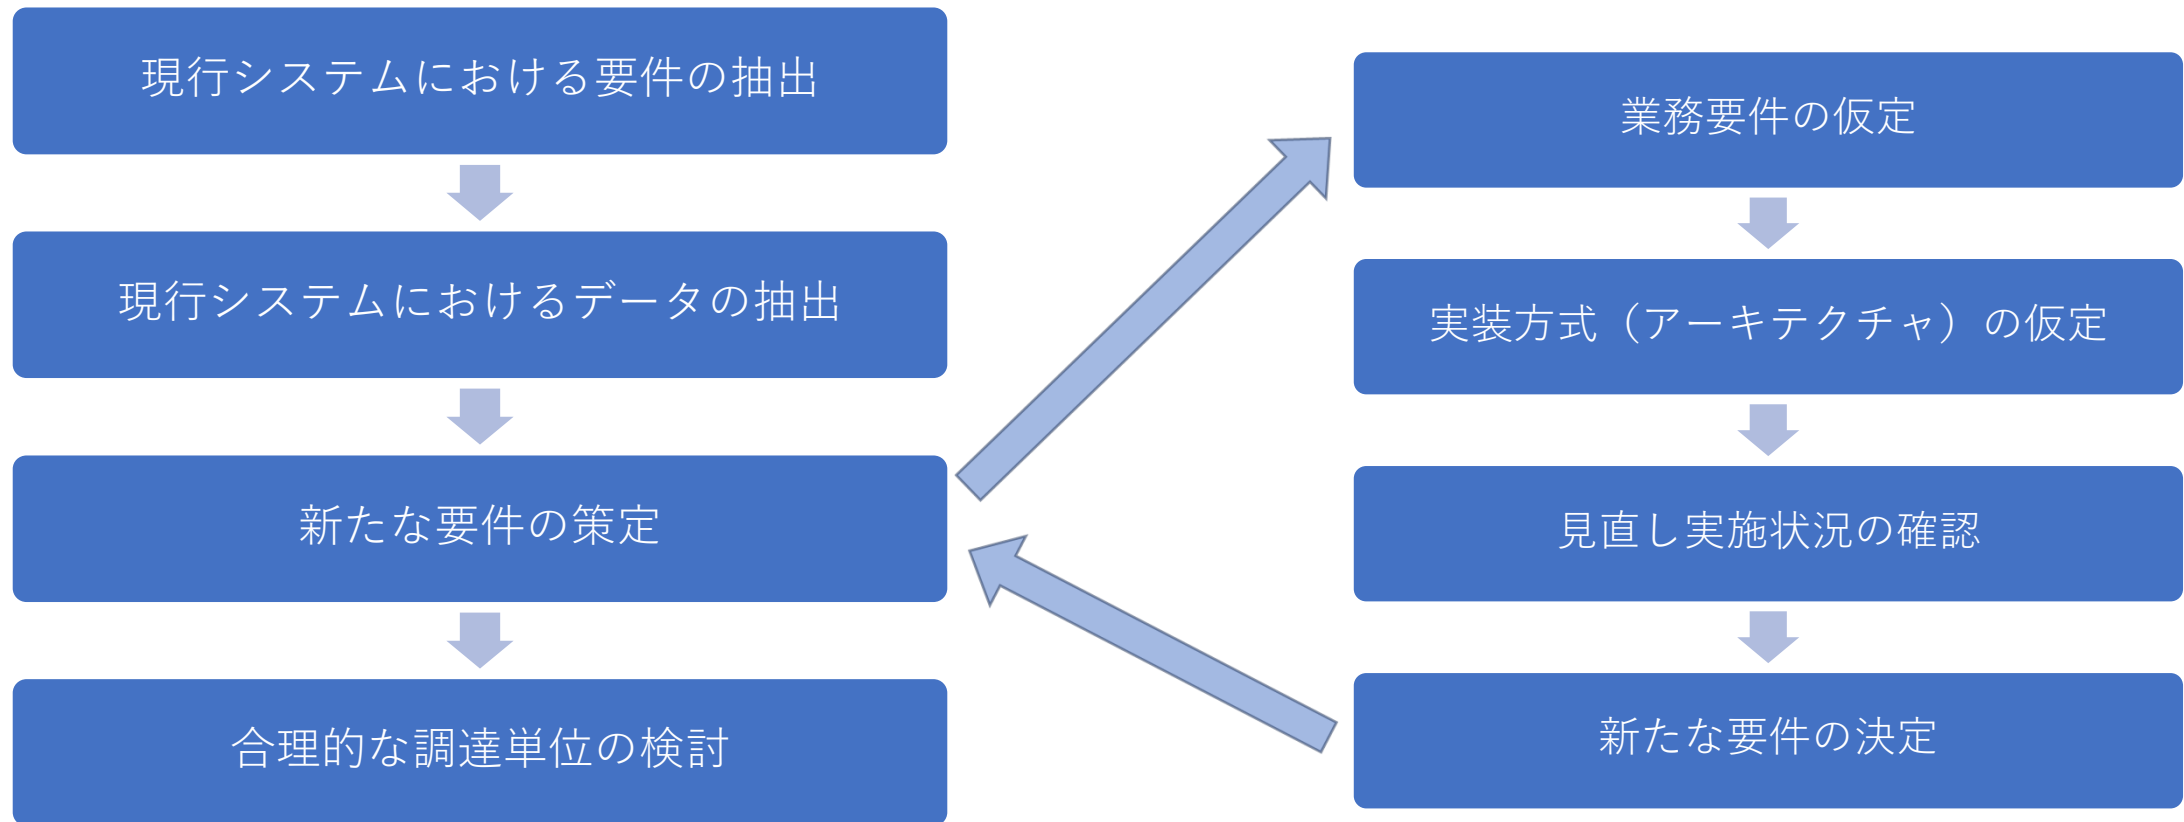 現行システムにおける要件の抽出
現行システムにおけるデータの抽出
新たな要件の策定
合理的な調達単位の検討
業務要件の仮定
実装方式（アーキテクチャ）の仮定
見直し実施状況の確認
新たな要件の決定